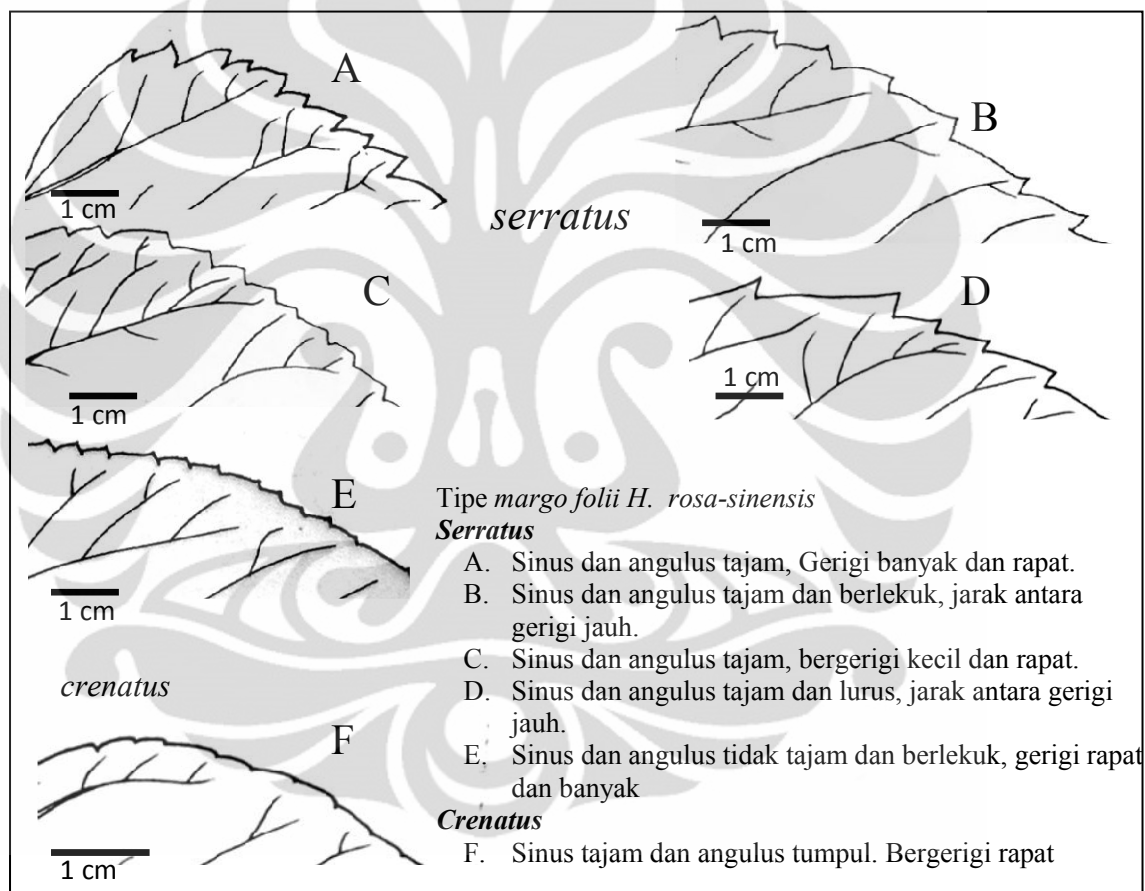 A
1 cm
B
1 cm
serratus
C
1 cm
D
1 cm
E
1 cm
crenatus
F
1 cm
Tipe margo folii H. rosa-sinensis
Serratus
A. Sinus dan angulus tajam, Gerigi banyak dan rapat.
B. Sinus dan angulus tajam dan berlekuk, jarak antara
gerigi jauh.
C. Sinus dan angulus tajam, bergerigi kecil dan rapat.
D. Sinus dan angulus tajam dan lurus, jarak antara gerigi
jauh.
E. Sinus dan angulus tidak tajam dan berlekuk, gerigi rapat
dan banyak
Crenatus
F. Sinus tajam dan angulus tumpul. Bergerigi rapat